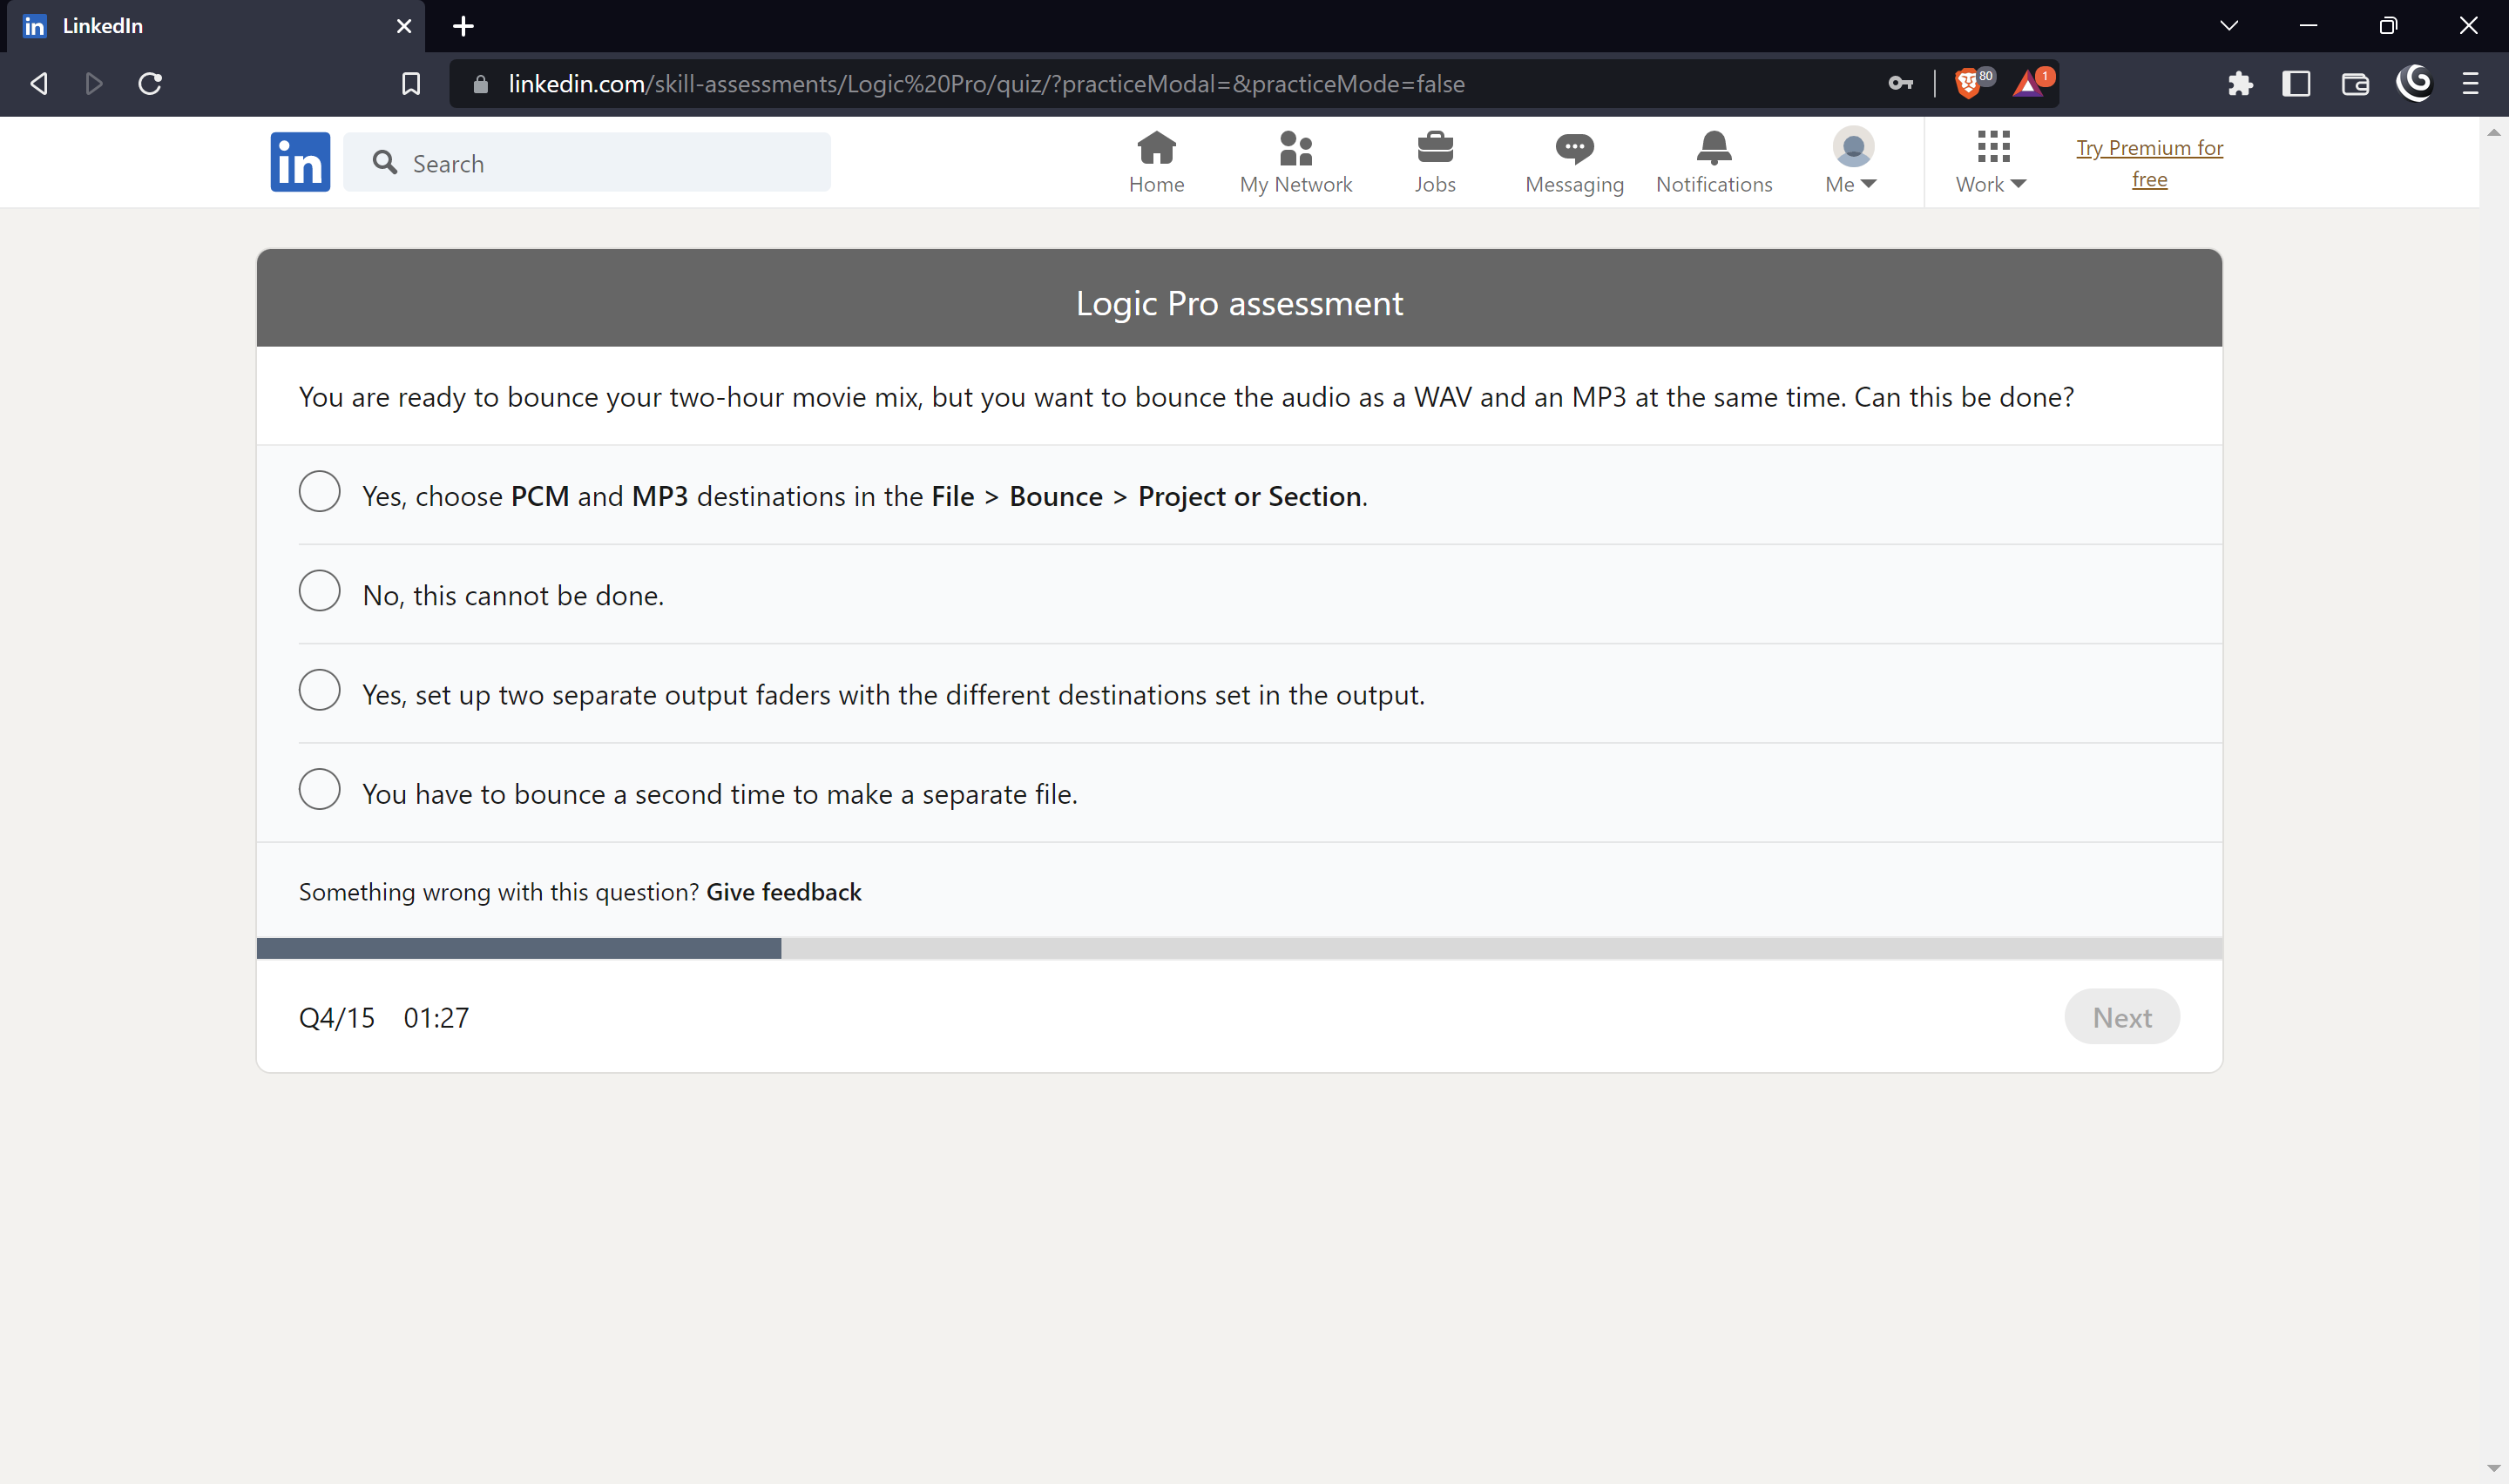 in LinkedIn
linkedin.com/skill-assessments/Logic%20Pro/quiz/?practiceModal=&practiceMode=false
80
1
in
Search
Home
My Network
Jobs
Messaging
Notifications
Me
Work
Try Premium for
free
Logic Pro assessment
You are ready to bounce your two-hour movie mix, but you want to bounce the audio as a WAV and an MP3 at the same time. Can this be done?
Yes, choose PCM and MP3 destinations in the File > Bounce > Project or Section.
No, this cannot be done.
Yes, set up two separate output faders with the different destinations set in the output.
You have to bounce a second time to make a separate file.
Something wrong with this question? Give feedback
Q4/15 01:27
Next